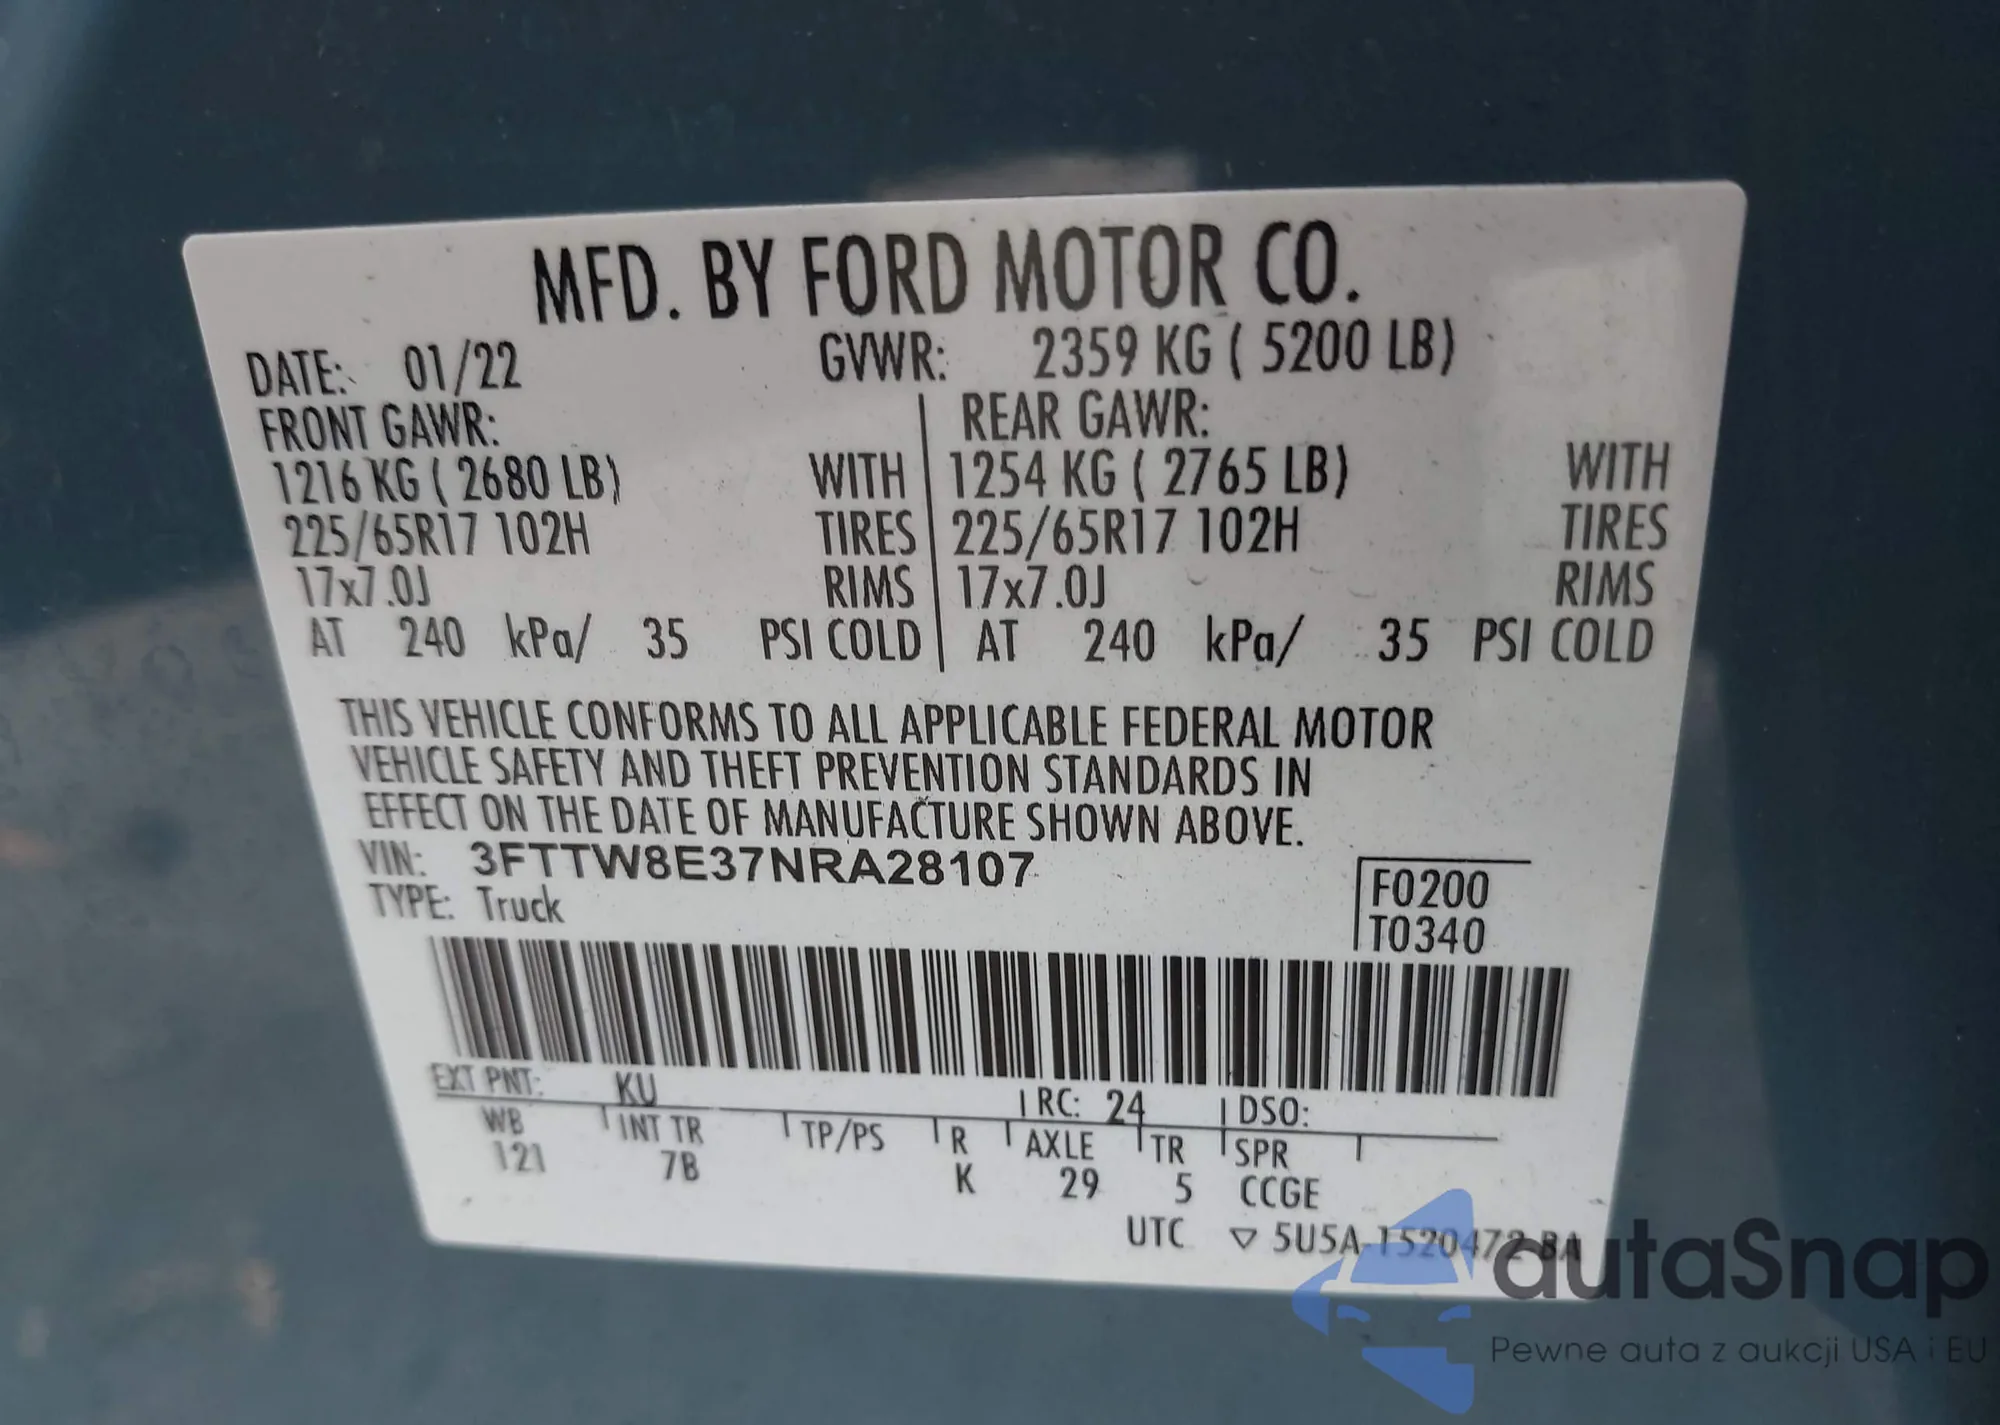 MFD. BY FORD MOTOR CO.
DATE: 01/22 GVWR: 2359 KG ( 5200 LB)
FRONT GAWR: REAR GAWR:
1216 KG ( 2680 LB) WITH 1254 KG ( 2765 LB) WITH
225/65R17 102H TIRES 225/65R17 102H TIRES
17x7.0J RIMS 17x7.0J RIMS
AT 240 kPa/ 35 PSI COLD AT 240 kPa/ 35 PSI COLD
THIS VEHICLE CONFORMS TO ALL APPLICABLE FEDERAL MOTOR
VEHICLE SAFETY AND THEFT PREVENTION STANDARDS IN
EFFECT ON THE DATE OF MANUFACTURE SHOWN ABOVE.
VIN: 3FTTW8E37NRA28107
TYPE: Truck
F0200
T0340
EXT PNT: KU RC: 24 DSO:
WB INT TR TP/PS R AXLE TR SPR
121 7B K 29 5 CCGE
UTC ▽ 5U5A-1520472-BA
autaSnap
Pewne auta z aukcji USA i EU